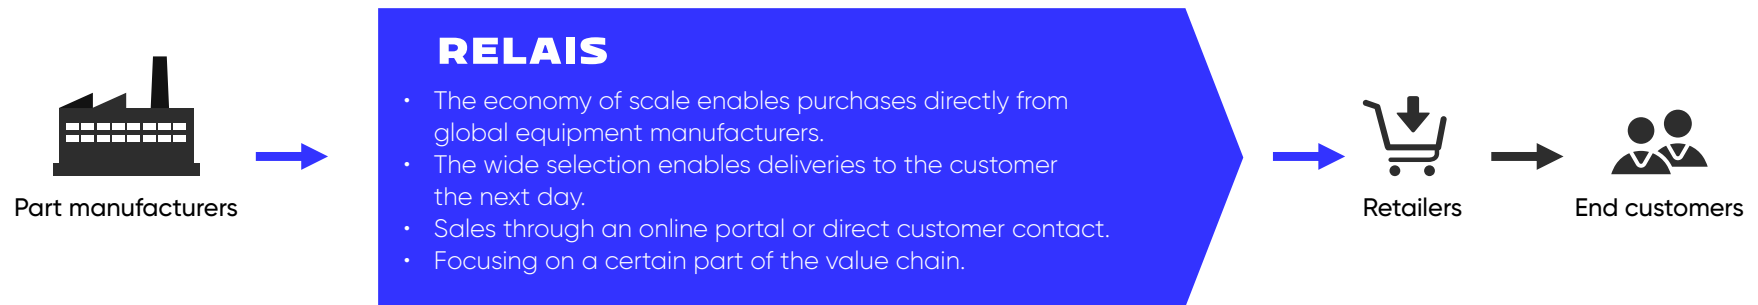 RELAIS
• The economy of scale enables purchases directly from
global equipment manufacturers.
• The wide selection enables deliveries to the customer
the next day.
• Sales through an online portal or direct customer contact.
• Focusing on a certain part of the value chain.
Part manufacturers
Retailers
End customers